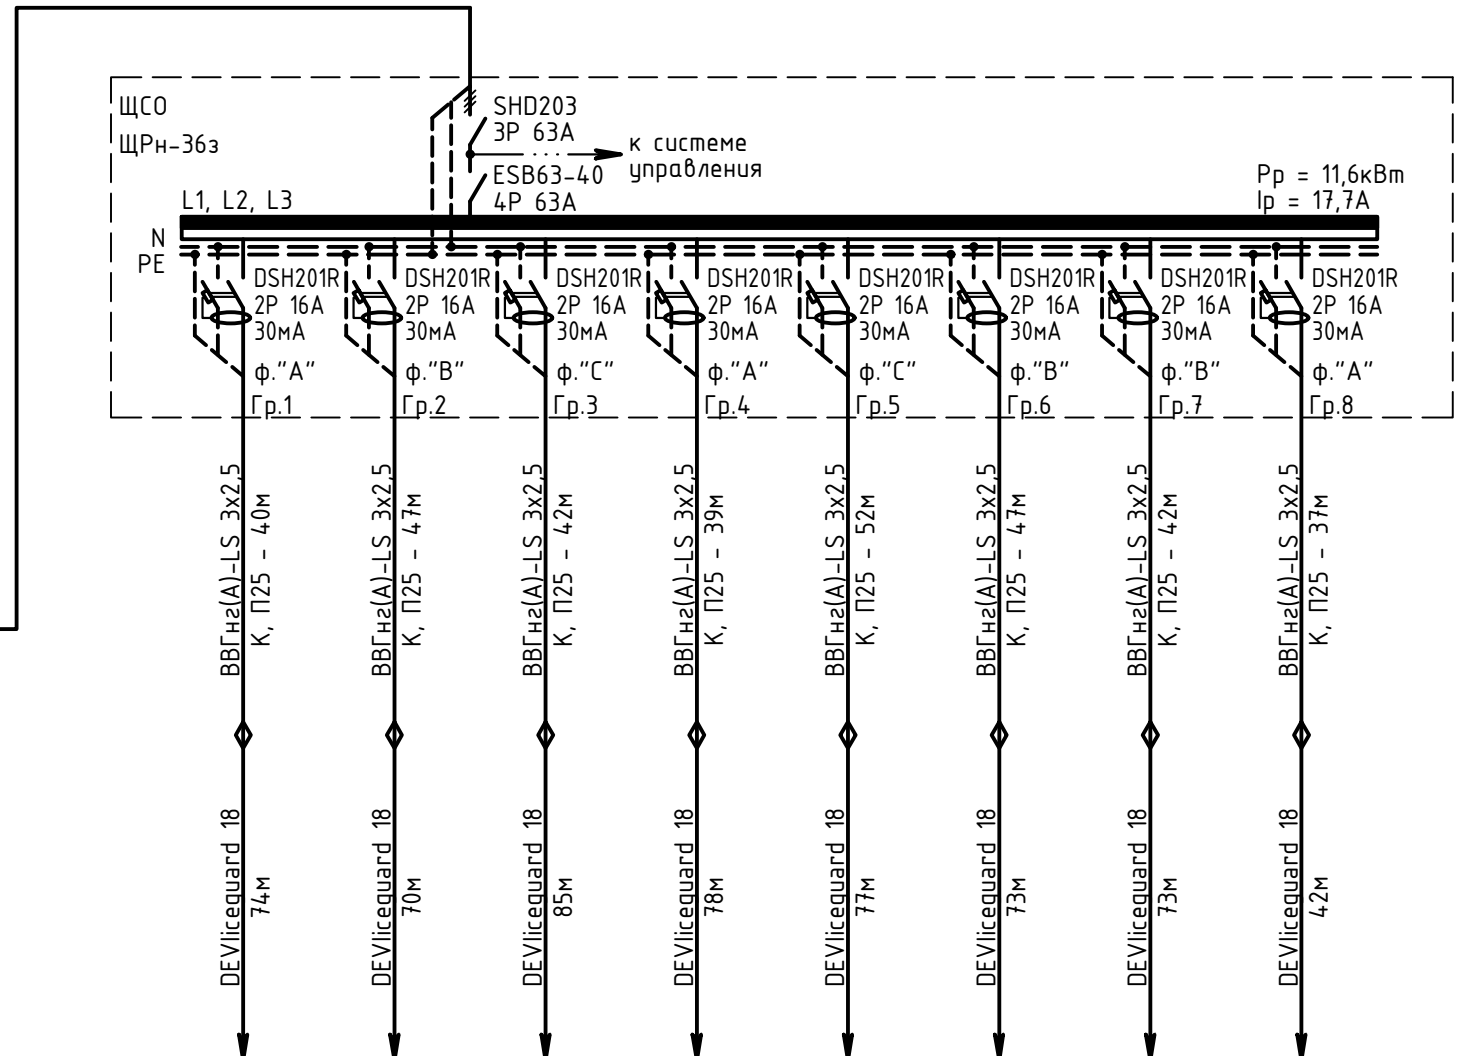 ЩСО
ЩРн-36з
SHD203
3P 63A
к системе
управления
ESB63-40
4P 63A
Рр = 11,6кВт
Iр = 17,7А
L1, L2, L3
N
PE
DSH201R
2P 16A
30мА
ф."А"
Гр.1
DSH201R
2P 16A
30мА
ф."В"
Гр.2
DSH201R
2P 16A
30мА
ф."С"
Гр.3
DSH201R
2P 16A
30мА
ф."А"
Гр.4
DSH201R
2P 16A
30мА
ф."С"
Гр.5
DSH201R
2P 16A
30мА
ф."В"
Гр.6
DSH201R
2P 16A
30мА
ф."В"
Гр.7
DSH201R
2P 16A
30мА
ф."А"
Гр.8
ВВГнг(А)-LS 3х2,5
К, П25 - 40м
ВВГнг(А)-LS 3х2,5
К, П25 - 47м
ВВГнг(А)-LS 3х2,5
К, П25 - 42м
ВВГнг(А)-LS 3х2,5
К, П25 - 39м
ВВГнг(А)-LS 3х2,5
К, П25 - 52м
ВВГнг(А)-LS 3х2,5
К, П25 - 47м
ВВГнг(А)-LS 3х2,5
К, П25 - 42м
ВВГнг(А)-LS 3х2,5
К, П25 - 37м
DEVIiceguard 18
74м
DEVIiceguard 18
70м
DEVIiceguard 18
85м
DEVIiceguard 18
78м
DEVIiceguard 18
77м
DEVIiceguard 18
73м
DEVIiceguard 18
73м
DEVIiceguard 18
42м